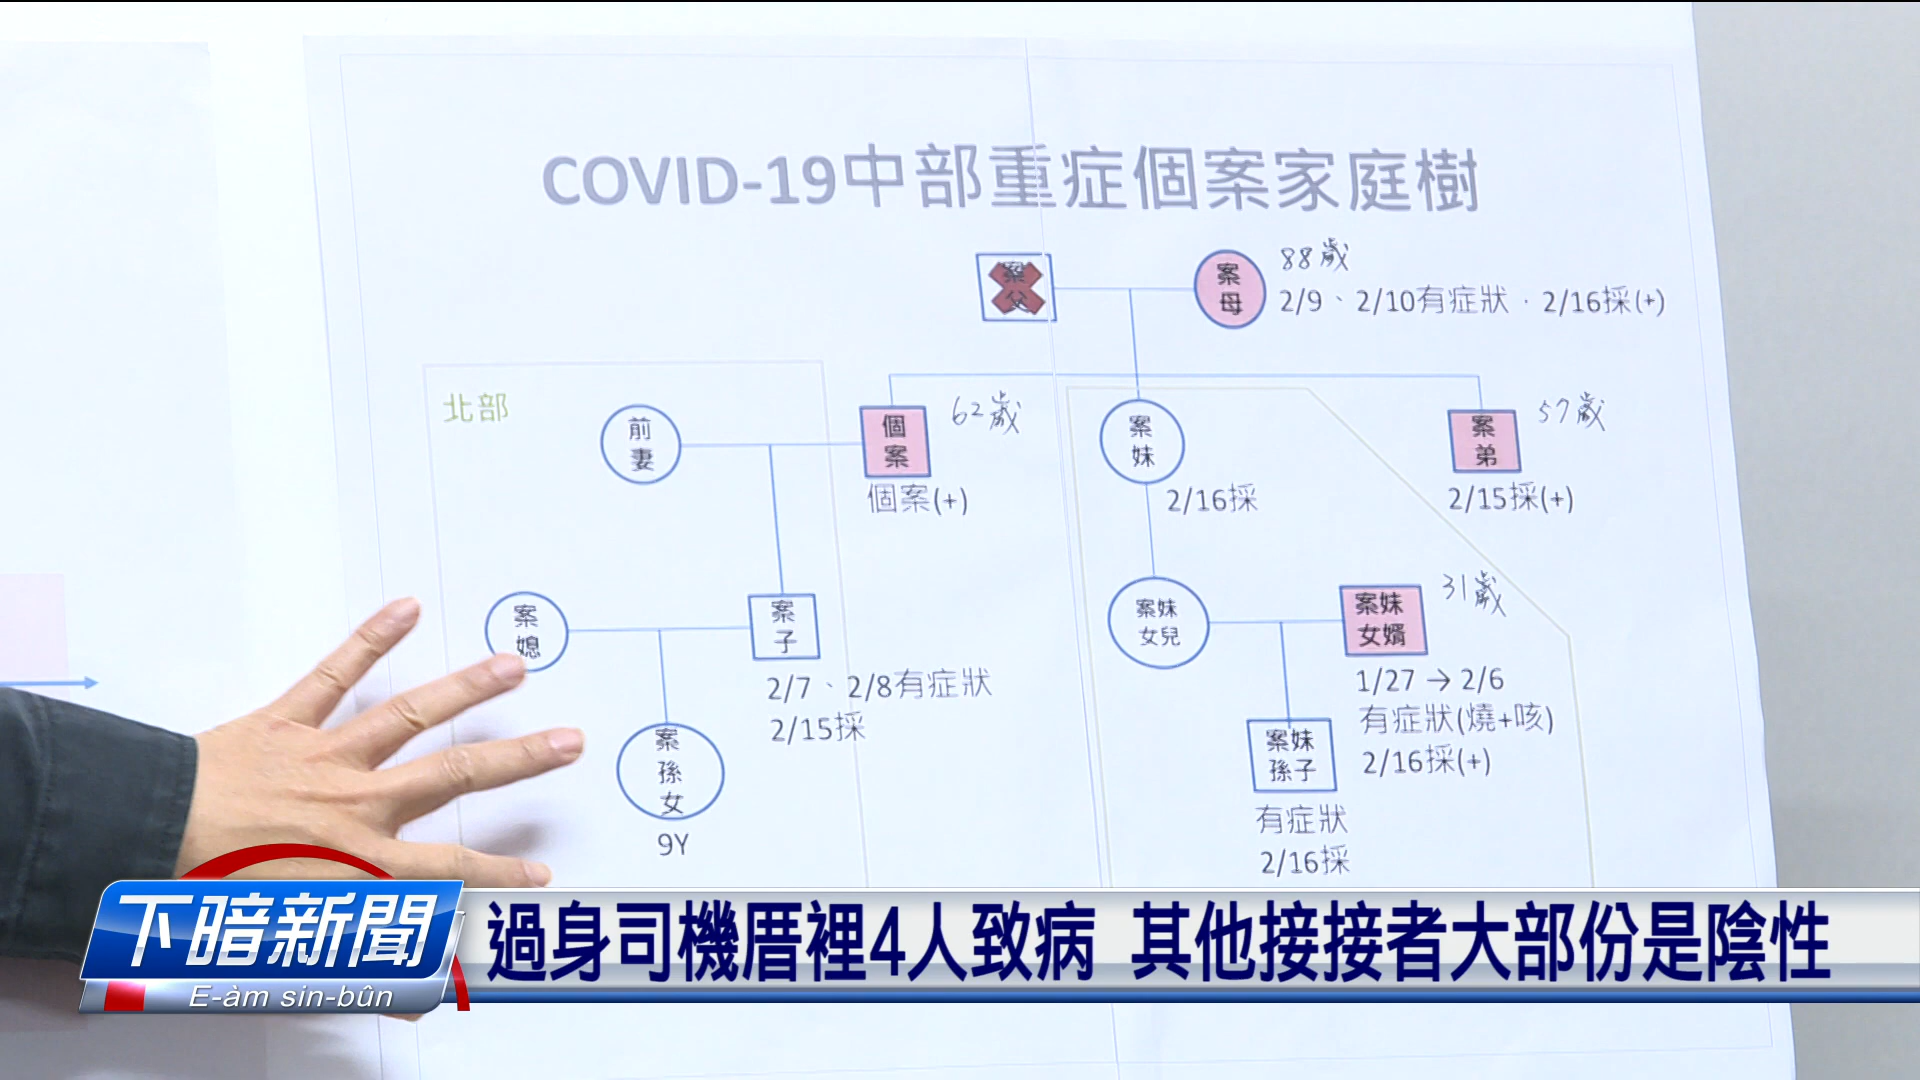 COVID-19中部重症個案家庭樹
案父
案母
88歲
2/9、2/10有症狀,2/16採(+)
北部
前妻
個案
62歲
個案(+)
案妹
2/16採
案弟
57歲
2/15採(+)
案媳
案子
2/7、2/8有症狀
2/15採
案孫女
9Y
案妹女兒
案妹女婿
31歲
1/27 → 2/6
有症狀(燒+咳)
2/16採(+)
案妹孫子
有症狀
2/16採
下暗新聞
E-àm sin-bûn
過身司機厝裡4人致病 其他接接者大部份是陰性